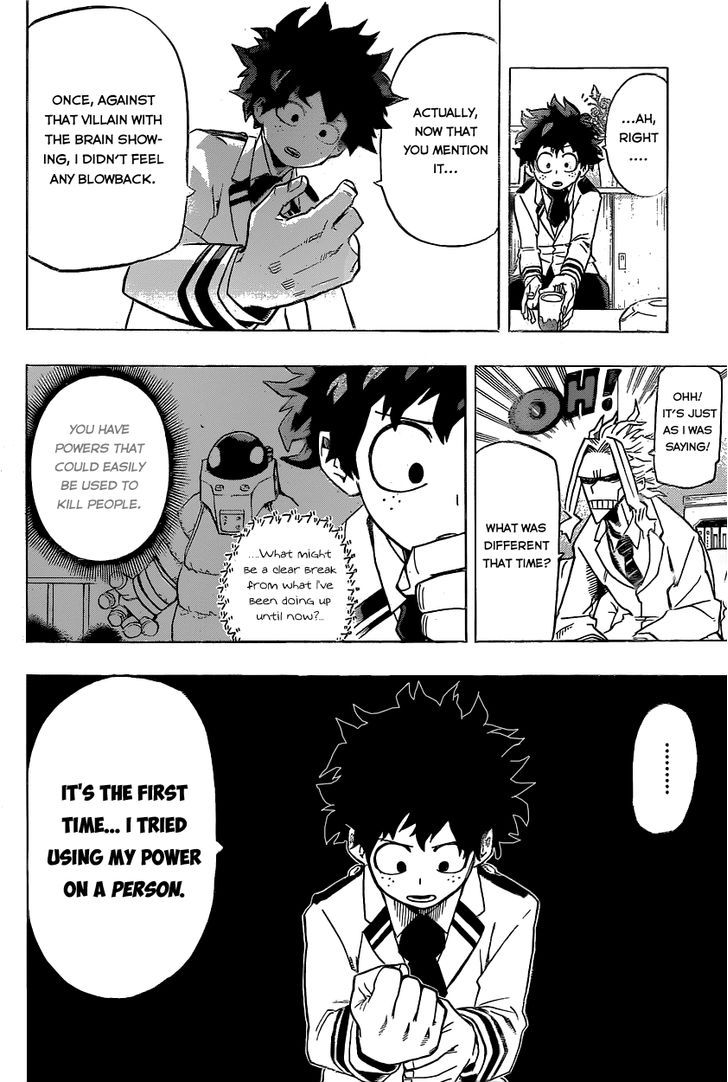 ...AH,
RIGHT
....
ACTUALLY,
NOW THAT
YOU MENTION
IT...
ONCE, AGAINST
THAT VILLAIN WITH
THE BRAIN SHOW-
ING, I DIDN'T FEEL
ANY BLOWBACK.
OH!
OHH!
IT'S JUST
AS I WAS
SAYING!
WHAT WAS
DIFFERENT
THAT TIME?
....What might
be a clear break
from what I've
been doing up
until now?..
YOU HAVE
POWERS THAT
COULD EASILY
BE USED TO
KILL PEOPLE.
.........
IT'S THE FIRST
TIME... I TRIED
USING MY POWER
ON A PERSON.